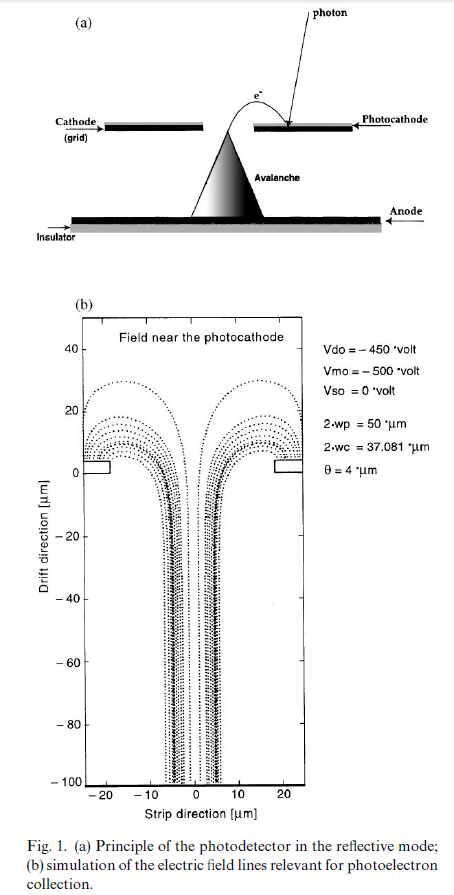 (a)
photon
e-
Cathode
(grid)
Photocathode
Avalanche
Anode
Insulator
(b)
Field near the photocathode
Vdo = - 450 *volt
Vmo = - 500 *volt
Vso = 0 *volt
2*wp = 50 *µm
2*wc = 37.081 *µm
θ = 4 *µm
40
20
0
- 20
- 40
- 60
- 80
- 100
Drift direction [µm]
- 20 - 10 0 10 20
Strip direction [µm]
Fig. 1. (a) Principle of the photodetector in the reflective mode;
(b) simulation of the electric field lines relevant for photoelectron
collection.